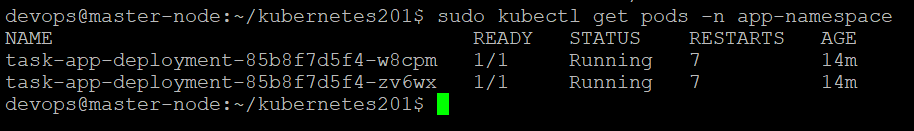 devops@master-node:~/kubernetes201$ sudo kubectl get pods -n app-namespace
NAME READY STATUS RESTARTS AGE
task-app-deployment-85b8f7d5f4-w8cpm 1/1 Running 7 14m
task-app-deployment-85b8f7d5f4-zv6wx 1/1 Running 7 14m
devops@master-node:~/kubernetes201$